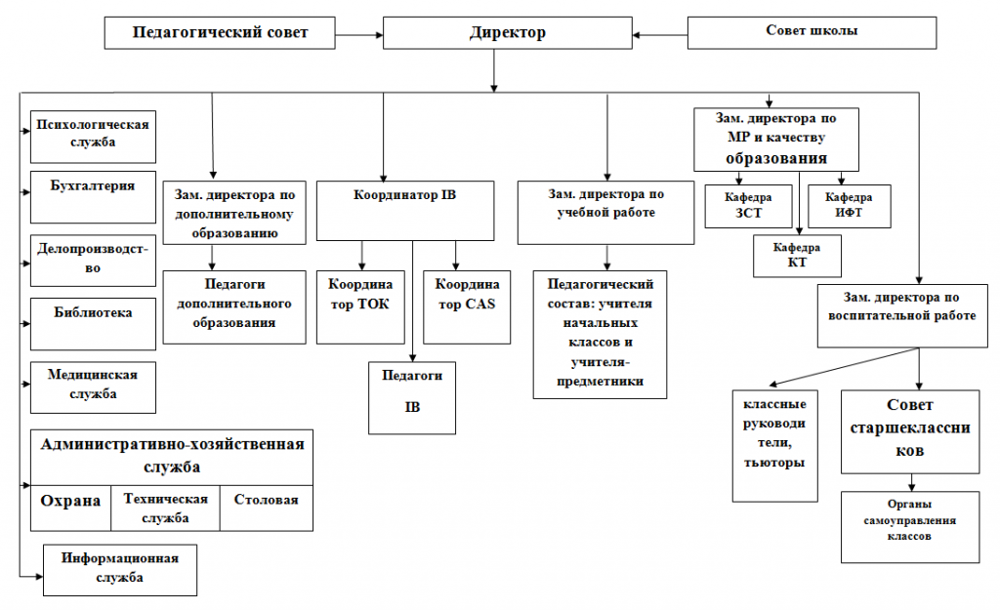 Педагогический совет
Директор
Совет школы
Психологическая
служба
Бухгалтерия
Делопроизводст-
во
Библиотека
Медицинская
служба
Административно-хозяйственная
служба
Охрана
Техническая
служба
Столовая
Информационная
служба
Зам. директора по
дополнительному
образованию
Педагоги
дополнительного
образования
Координатор IB
Координа
тор ТОК
Координа
тор CAS
Педагоги
IB
Зам. директора по
учебной работе
Педагогический
состав: учителя
начальных
классов и
учителя-
предметники
Зам. директора по
МР и качеству
образования
Кафедра
ЗСТ
Кафедра
КТ
Кафедра
ИФТ
Зам. директора по
воспитательной работе
классные
руководи
тели,
тьюторы
Совет
старшеклассни
ков
Органы
самоуправления
классов